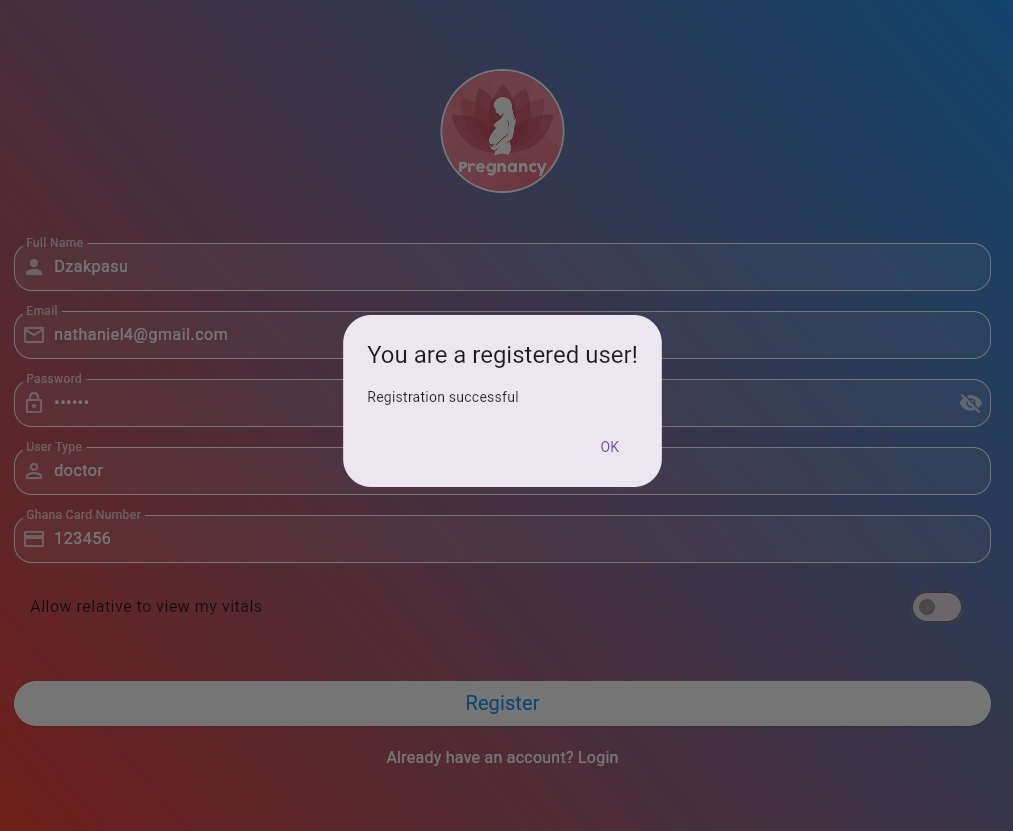 Pregnancy
Full Name
Dzakpasu
Email
nathaniel4@gmail.com
Password
••••••
User Type
doctor
Ghana Card Number
123456
You are a registered user!
Registration successful
OK
Allow relative to view my vitals
Register
Already have an account? Login